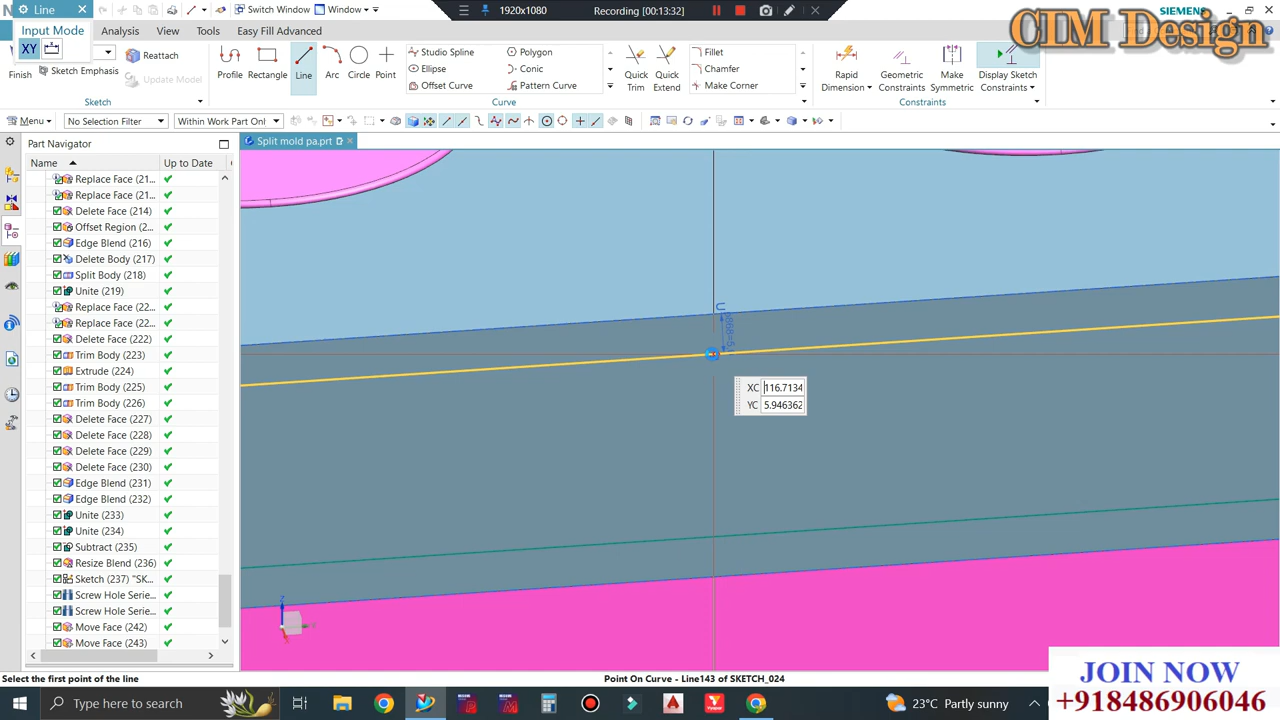 Line
1920x1080
Recording [00:13:32]
Switch Window
Window
SIEMENS
CIM Design
Input Mode
Analysis
View
Tools
Easy Fill Advanced
XY
Reattach
Finish
Sketch Emphasis
Update Model
Sketch
Profile
Rectangle
Line
Arc
Circle
Point
Studio Spline
Ellipse
Offset Curve
Polygon
Conic
Pattern Curve
Curve
Quick Trim
Quick Extend
Fillet
Chamfer
Make Corner
Rapid Dimension
Geometric Constraints
Make Symmetric
Display Sketch Constraints
Constraints
Menu
No Selection Filter
Within Work Part Only
Part Navigator
Split mold pa.prt
Name
Up to Date
Replace Face (21...
Replace Face (21...
Delete Face (214)
Offset Region (2...
Edge Blend (216)
Delete Body (217)
Split Body (218)
Unite (219)
Replace Face (22...
Replace Face (22...
Delete Face (222)
Trim Body (223)
Extrude (224)
Trim Body (225)
Trim Body (226)
Delete Face (227)
Delete Face (228)
Delete Face (229)
Delete Face (230)
Edge Blend (231)
Edge Blend (232)
Unite (233)
Unite (234)
Subtract (235)
Resize Blend (236)
Sketch (237) "SK...
Screw Hole Serie...
Screw Hole Serie...
Move Face (242)
Move Face (243)
XC 116.7134
YC 5.946362
Select the first point of the line
Point On Curve - Line143 of SKETCH_024
JOIN NOW
+918486906046
Type here to search
23°C Partly sunny